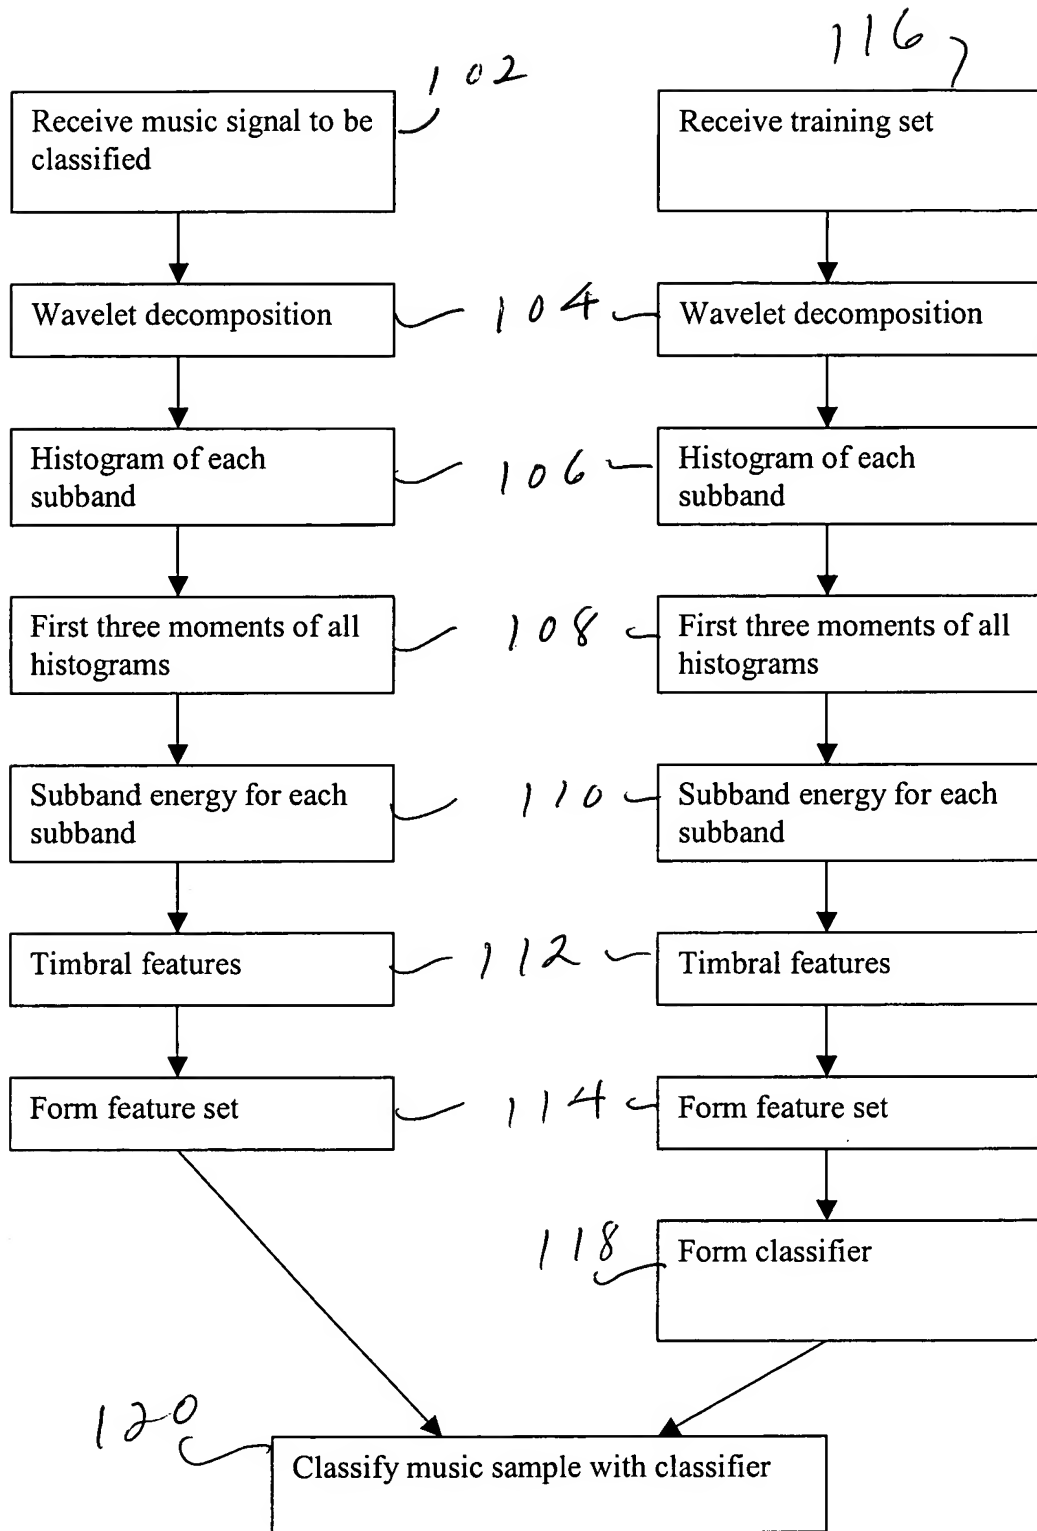 116
102
Receive music signal to be
classified
Receive training set
Wavelet decomposition
104
Wavelet decomposition
Histogram of each
subband
106
Histogram of each
subband
First three moments of all
histograms
108
First three moments of all
histograms
Subband energy for each
subband
110
Subband energy for each
subband
Timbral features
112
Timbral features
Form feature set
114
Form feature set
118
Form classifier
120
Classify music sample with classifier